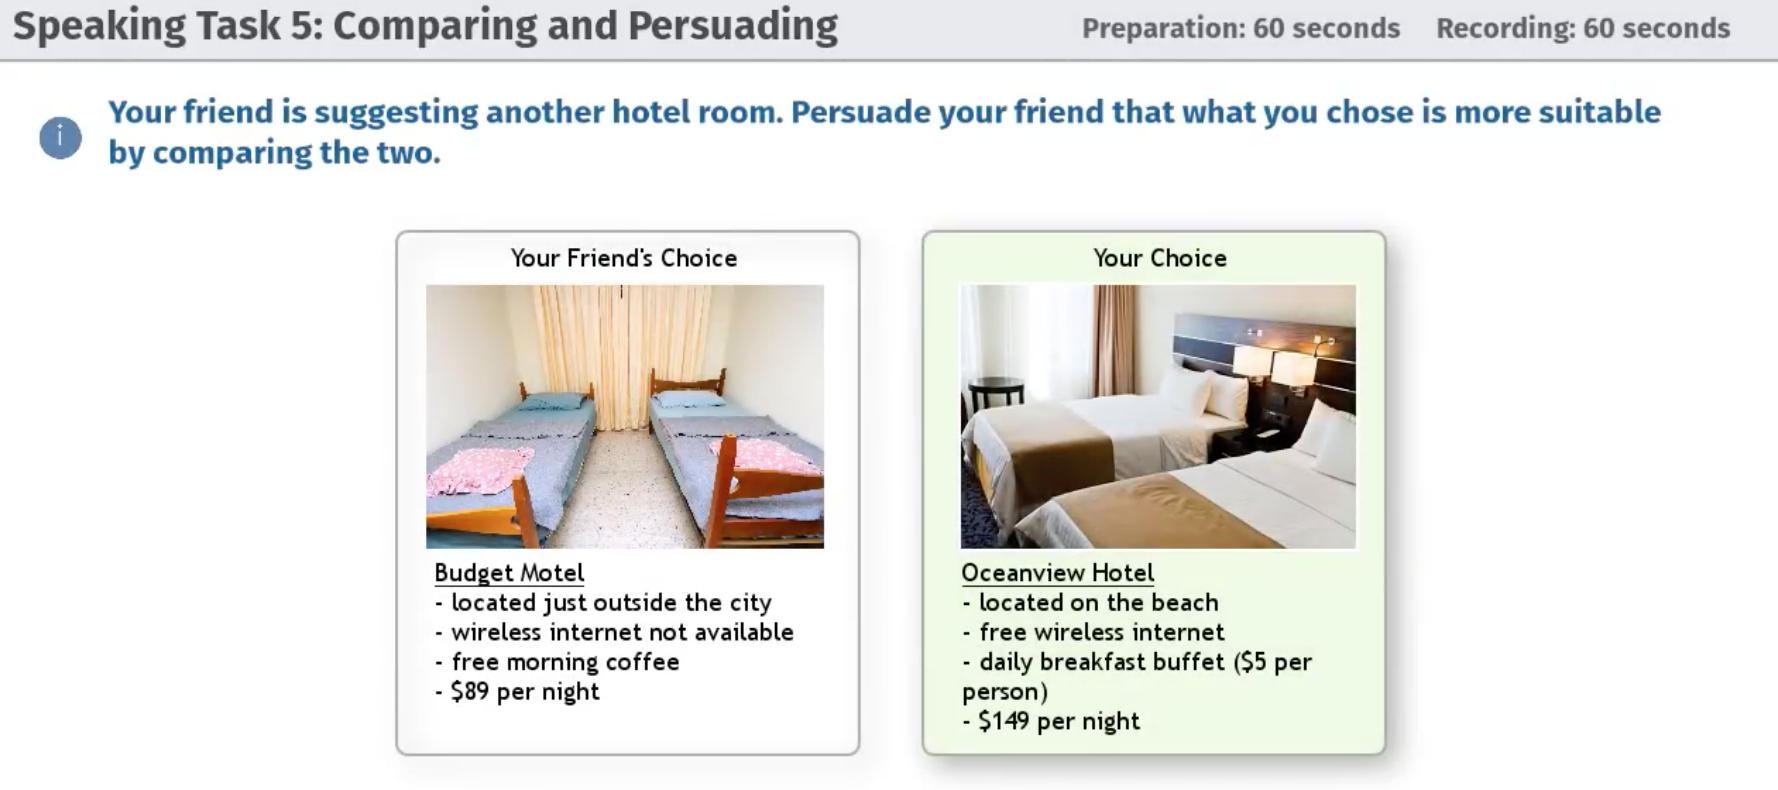 Speaking Task 5: Comparing and Persuading
Preparation: 60 seconds
Recording: 60 seconds
i
Your friend is suggesting another hotel room. Persuade your friend that what you chose is more suitable
by comparing the two.
Your Friend's Choice
Budget Motel
- located just outside the city
- wireless internet not available
- free morning coffee
- $89 per night
Your Choice
Oceanview Hotel
- located on the beach
- free wireless internet
- daily breakfast buffet ($5 per
person)
- $149 per night